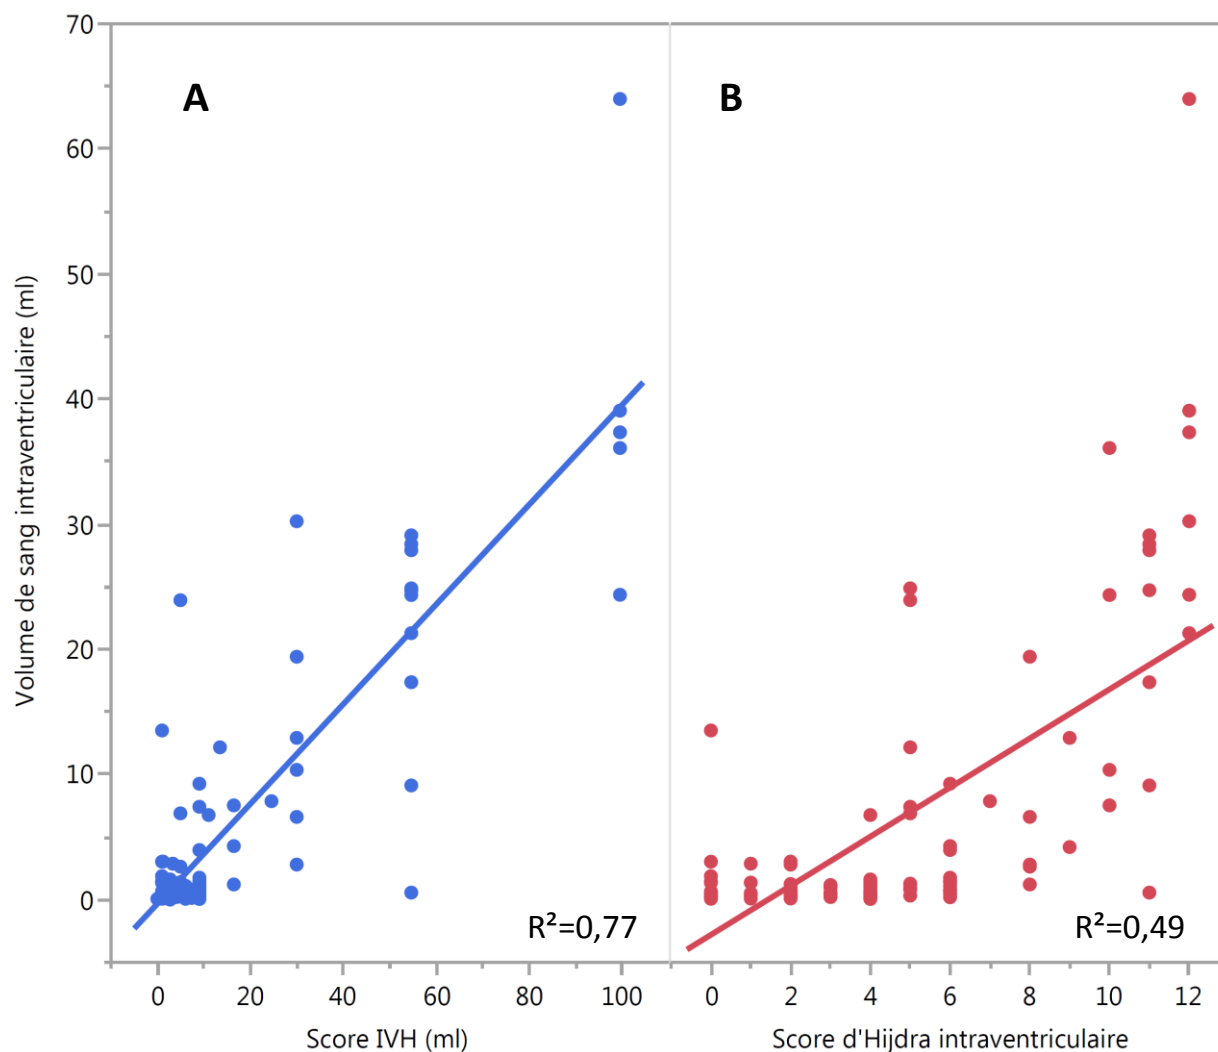 A
B
70
60
50
40
30
20
10
0
Volume de sang intraventriculaire (ml)
R²=0,77
R²=0,49
0 20 40 60 80 100
0 2 4 6 8 10 12
Score IVH (ml)
Score d'Hijdra intraventriculaire